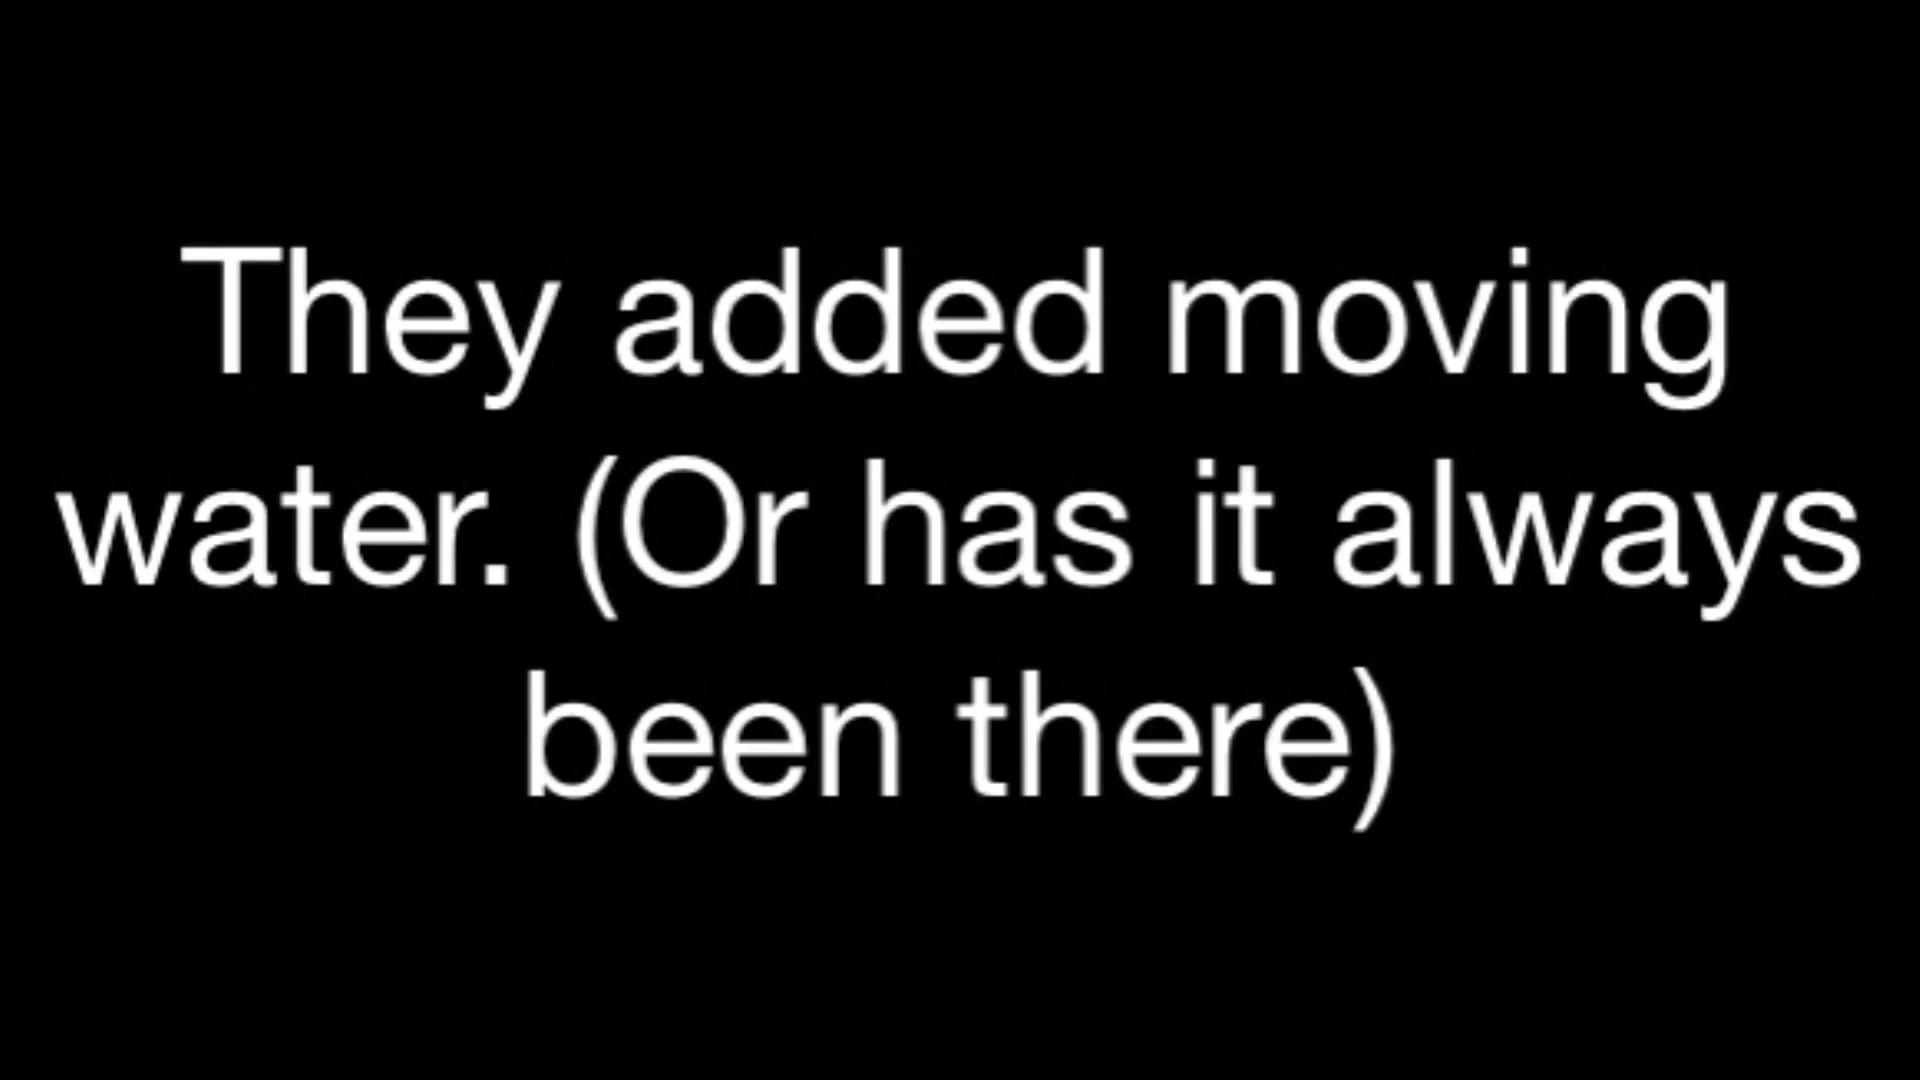 They added moving
water. (Or has it always
been there)